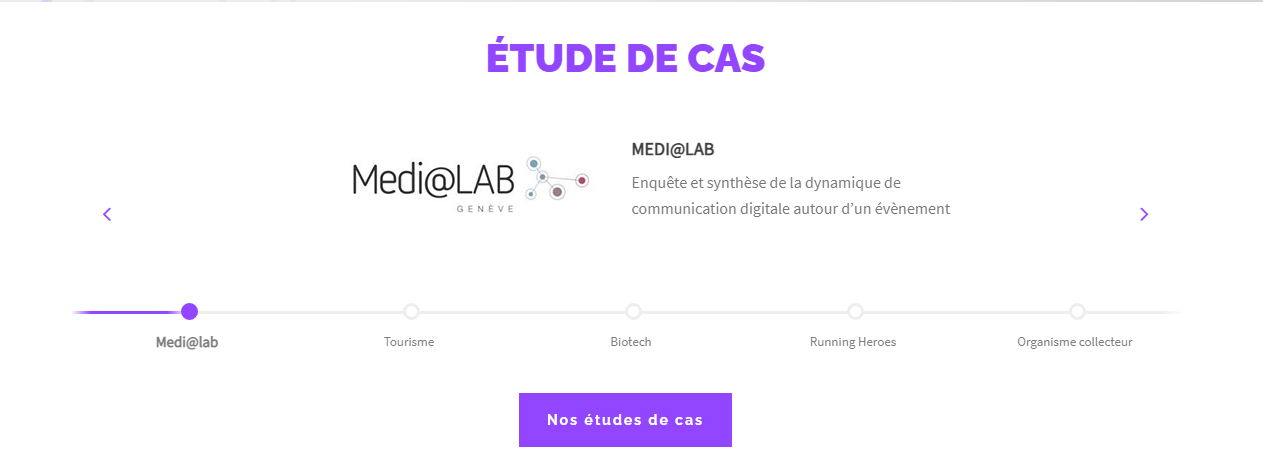 ÉTUDE DE CAS
Medi@LAB
GENÈVE
MEDI@LAB
Enquête et synthèse de la dynamique de
communication digitale autour d’un évènement
Medi@lab
Tourisme
Biotech
Running Heroes
Organisme collecteur
Nos études de cas